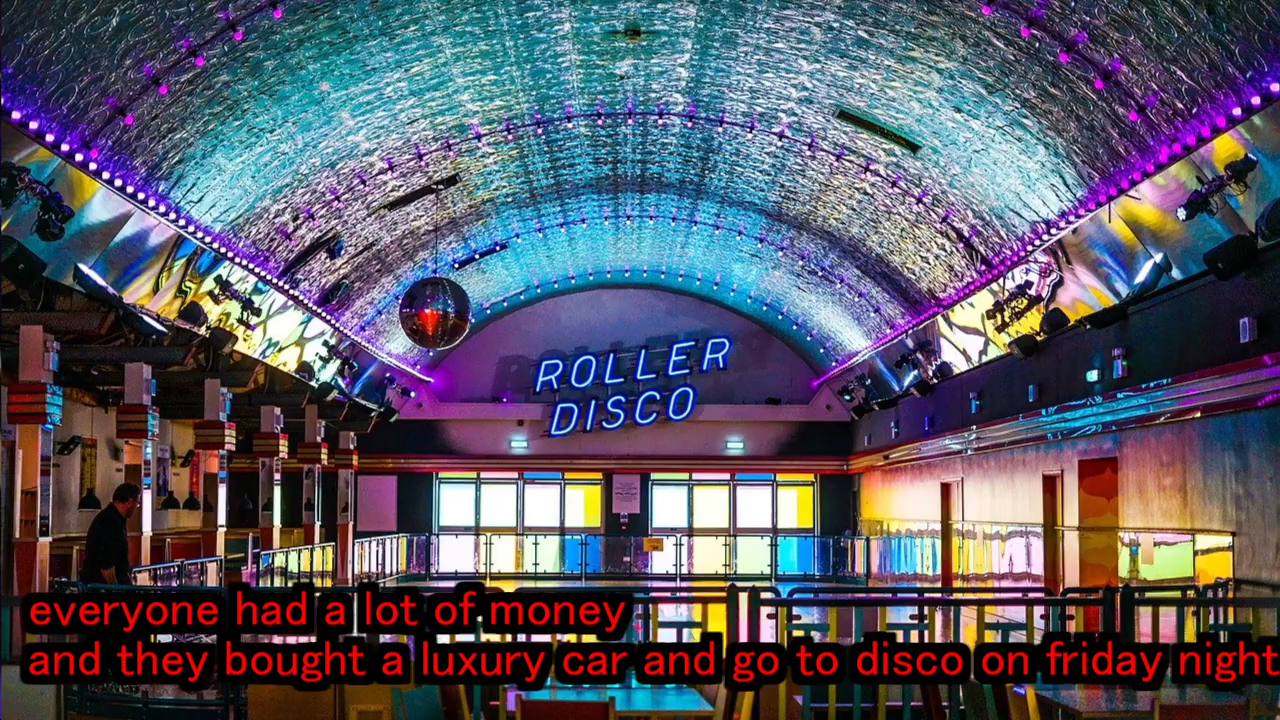 ROLLER
DISCO
everyone had a lot of money
and they bought a luxury car and go to disco on friday night